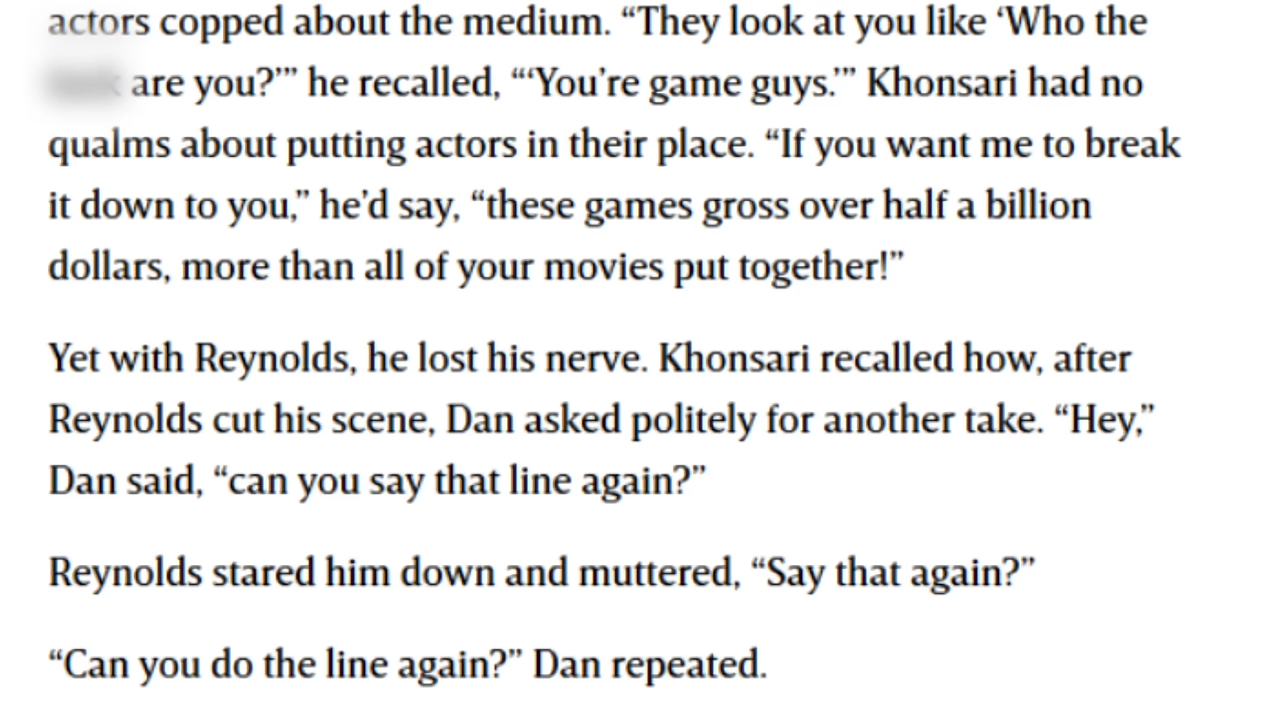 actors copped about the medium. “They look at you like ‘Who the
are you?’” he recalled, “‘You’re game guys.’” Khonsari had no
qualms about putting actors in their place. “If you want me to break
it down to you,” he’d say, “these games gross over half a billion
dollars, more than all of your movies put together!”
Yet with Reynolds, he lost his nerve. Khonsari recalled how, after
Reynolds cut his scene, Dan asked politely for another take. “Hey,”
Dan said, “can you say that line again?”
Reynolds stared him down and muttered, “Say that again?”
“Can you do the line again?” Dan repeated.